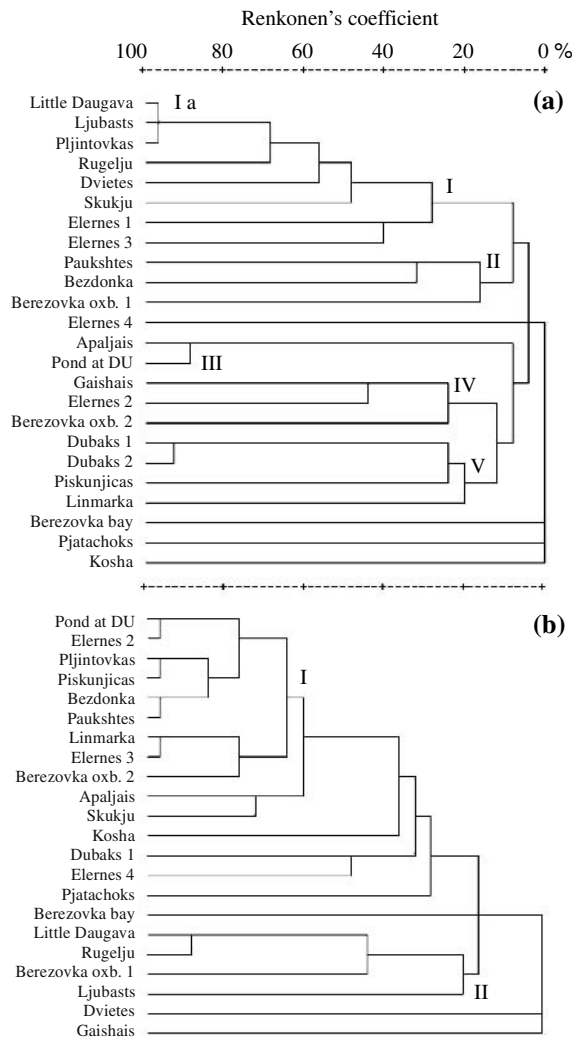 Renkonen's coefficient
100 80 60 40 20 0 %
(a)
Little Daugava
I a
Ljubasts
Pljintovkas
Rugelju
Dvietes
I
Skukju
Elernes 1
Elernes 3
Paukshtes
II
Bezdonka
Berezovka oxb. 1
Elernes 4
Apaljais
Pond at DU
III
Gaishais
IV
Elernes 2
Berezovka oxb. 2
Dubaks 1
Dubaks 2
V
Piskunjicas
Linmarka
Berezovka bay
Pjatachoks
Kosha
(b)
Pond at DU
Elernes 2
Pljintovkas
Piskunjicas
I
Bezdonka
Paukshtes
Linmarka
Elernes 3
Berezovka oxb. 2
Apaljais
Skukju
Kosha
Dubaks 1
Elernes 4
Pjatachoks
Berezovka bay
Little Daugava
Rugelju
Berezovka oxb. 1
Ljubasts
II
Dvietes
Gaishais